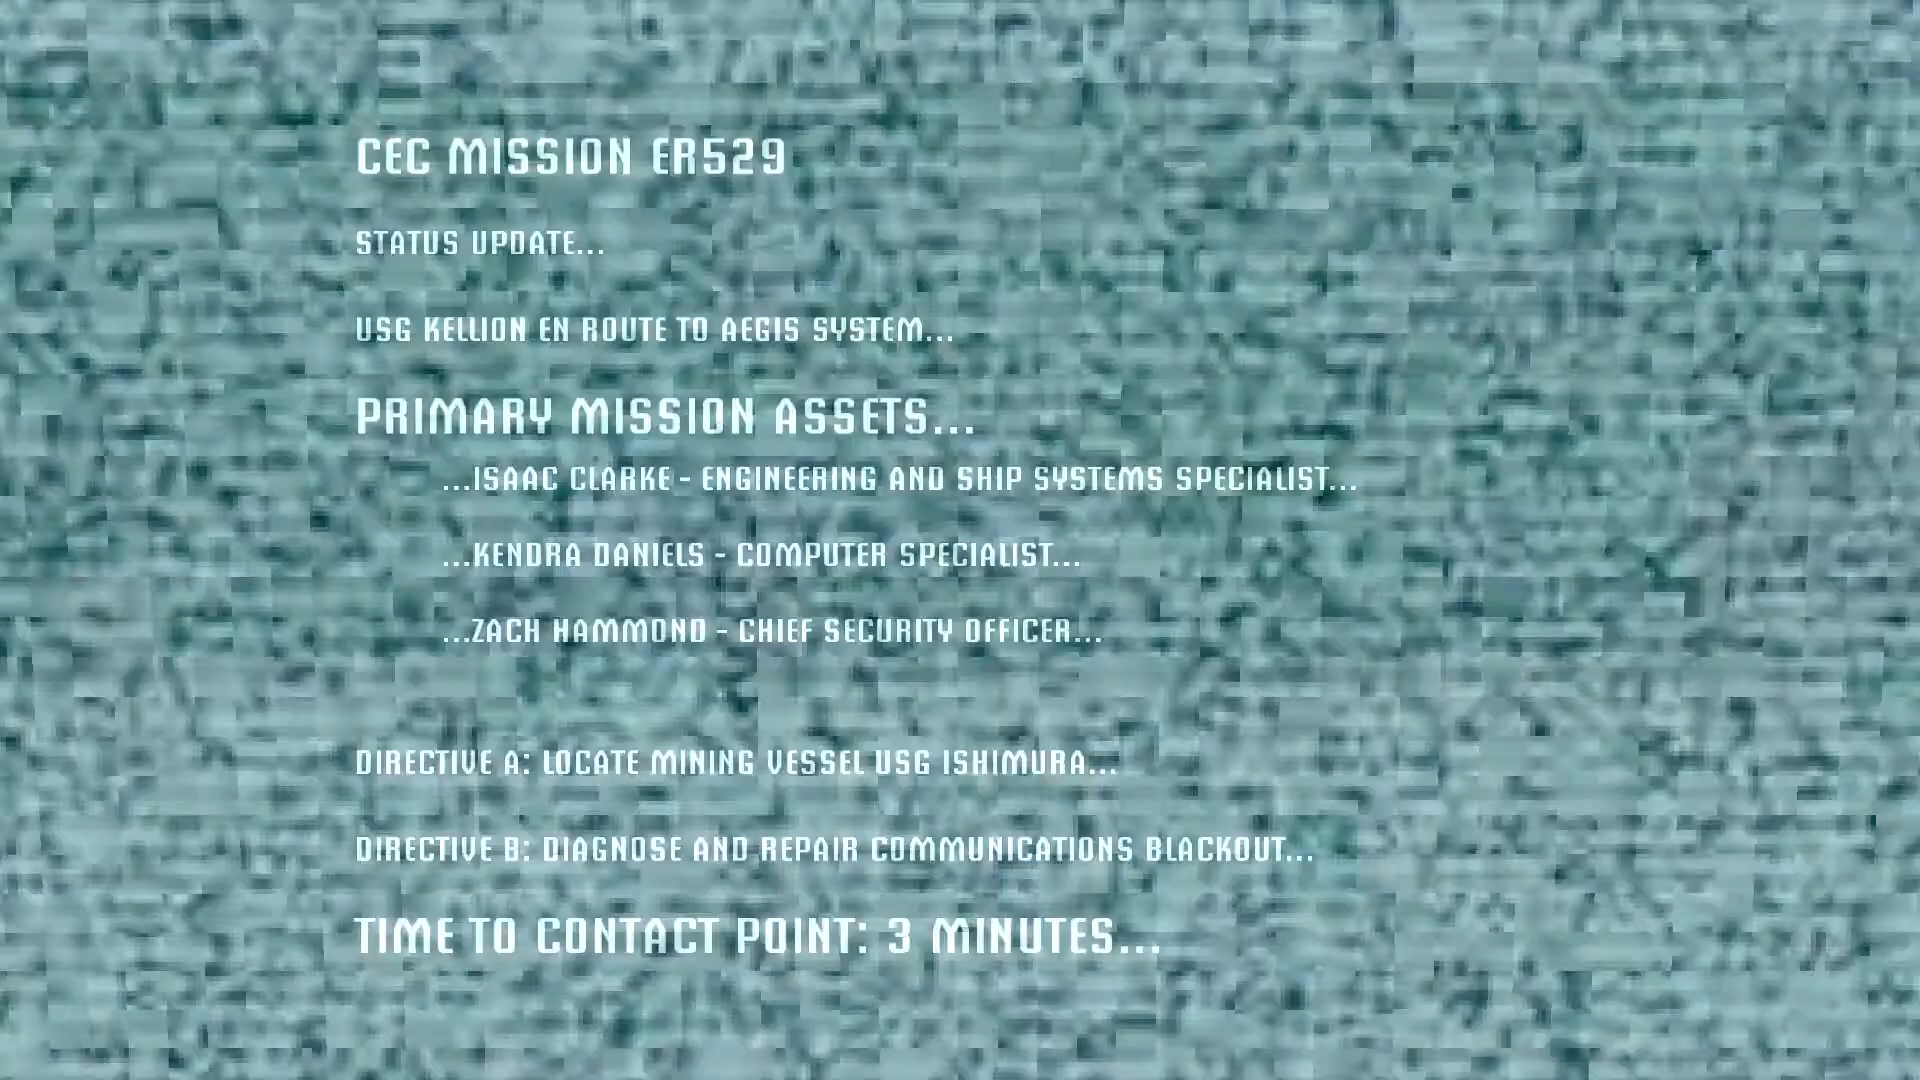 CEC MISSION ER529
STATUS UPDATE...
USG KELLION EN ROUTE TO AEGIS SYSTEM...
PRIMARY MISSION ASSETS...
...ISAAC CLARKE - ENGINEERING AND SHIP SYSTEMS SPECIALIST...
...KENDRA DANIELS - COMPUTER SPECIALIST...
...ZACH HAMMOND - CHIEF SECURITY OFFICER...
DIRECTIVE A: LOCATE MINING VESSEL USG ISHIMURA...
DIRECTIVE B: DIAGNOSE AND REPAIR COMMUNICATIONS BLACKOUT...
TIME TO CONTACT POINT: 3 MINUTES...